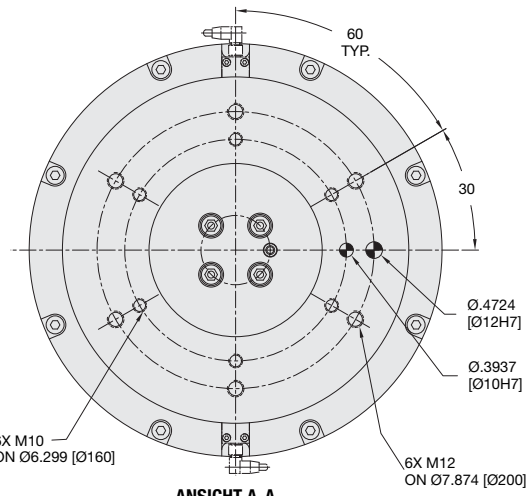 60
TYP.
30
Ø.4724
[Ø12H7]
Ø.3937
[Ø10H7]
6X M10
ON Ø6.299 [Ø160]
6X M12
ON Ø7.874 [Ø200]
ANSICHT A-A